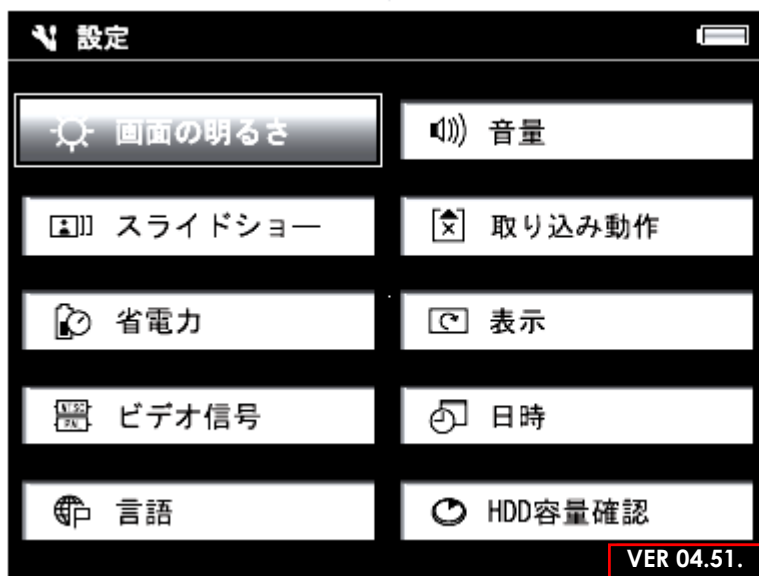 設定
画面の明るさ
音量
スライドショー
取り込み動作
省電力
表示
NTSC
PAL
ビデオ信号
日時
言語
HDD容量確認
VER 04.51.